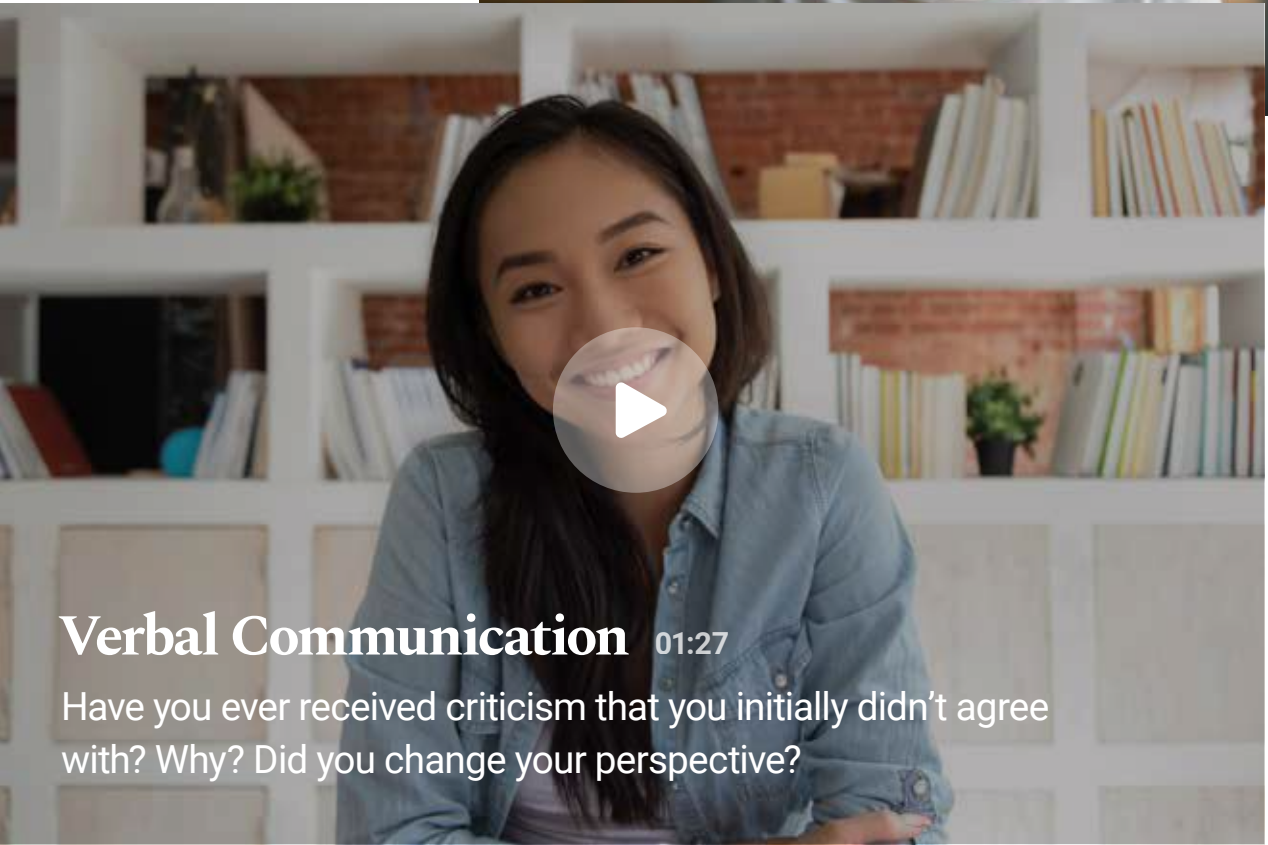 Verbal Communication 01:27
Have you ever received criticism that you initially didn’t agree
with? Why? Did you change your perspective?